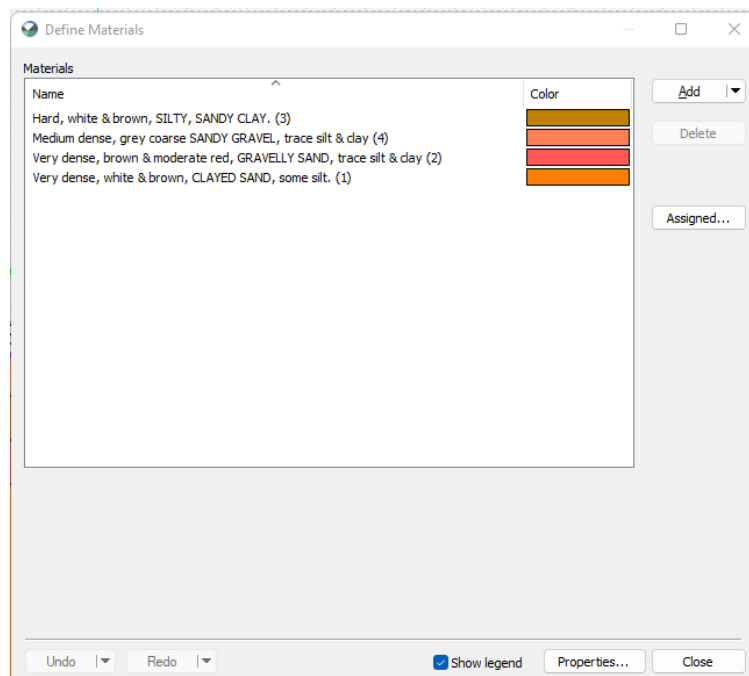 Define Materials
Materials
Name Color
Hard, white & brown, SILTY, SANDY CLAY. (3)
Medium dense, grey coarse SANDY GRAVEL, trace silt & clay (4)
Very dense, brown & moderate red, GRAVELLY SAND, trace silt & clay (2)
Very dense, white & brown, CLAYED SAND, some silt. (1)
Add
Delete
Assigned...
Undo Redo Show legend Properties... Close